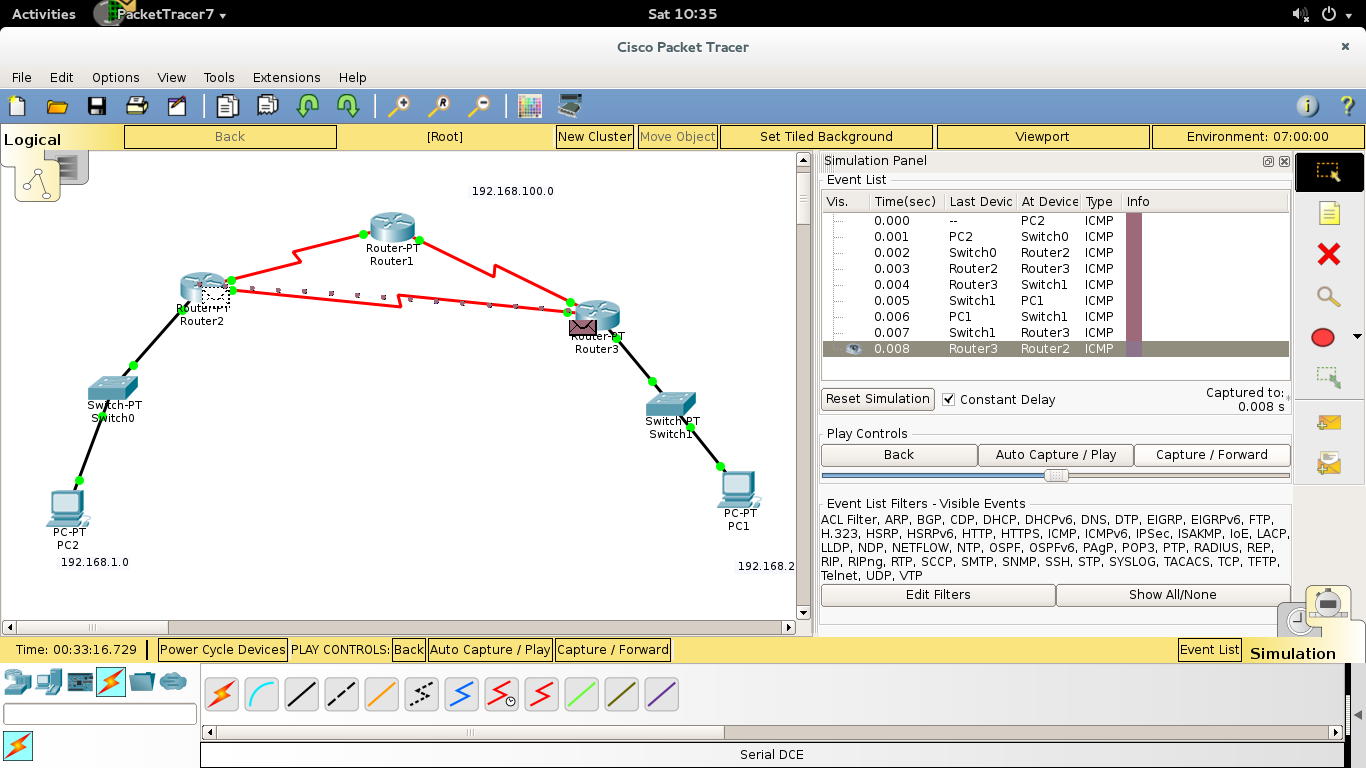 Activities PacketTracer7 Sat 10:35
Cisco Packet Tracer
File Edit Options View Tools Extensions Help
Logical Back [Root] New Cluster Move Object Set Tiled Background Viewport Environment: 07:00:00
192.168.100.0
Router-PT
Router1
Router-PT
Router2
Router-PT
Router3
Switch-PT
Switch0
Switch-PT
Switch1
PC-PT
PC2
192.168.1.0
PC-PT
PC1
192.168.2
Simulation Panel
Event List
Vis. Time(sec) Last Devic At Device Type Info
0.000 -- PC2 ICMP
0.001 PC2 Switch0 ICMP
0.002 Switch0 Router2 ICMP
0.003 Router2 Router3 ICMP
0.004 Router3 Switch1 ICMP
0.005 Switch1 PC1 ICMP
0.006 PC1 Switch1 ICMP
0.007 Switch1 Router3 ICMP
0.008 Router3 Router2 ICMP
Reset Simulation Constant Delay Captured to: *
0.008 s
Play Controls
Back Auto Capture / Play Capture / Forward
Event List Filters - Visible Events
ACL Filter, ARP, BGP, CDP, DHCP, DHCPv6, DNS, DTP, EIGRP, EIGRPv6, FTP,
H.323, HSRP, HSRPv6, HTTP, HTTPS, ICMP, ICMPv6, IPSec, ISAKMP, IoE, LACP,
LLDP, NDP, NETFLOW, NTP, OSPF, OSPFv6, PAgP, POP3, PTP, RADIUS, REP,
RIP, RIPng, RTP, SCCP, SMTP, SNMP, SSH, STP, SYSLOG, TACACS, TCP, TFTP,
Telnet, UDP, VTP
Edit Filters Show All/None
Time: 00:33:16.729 Power Cycle Devices PLAY CONTROLS: Back Auto Capture / Play Capture / Forward Event List Simulation
Serial DCE